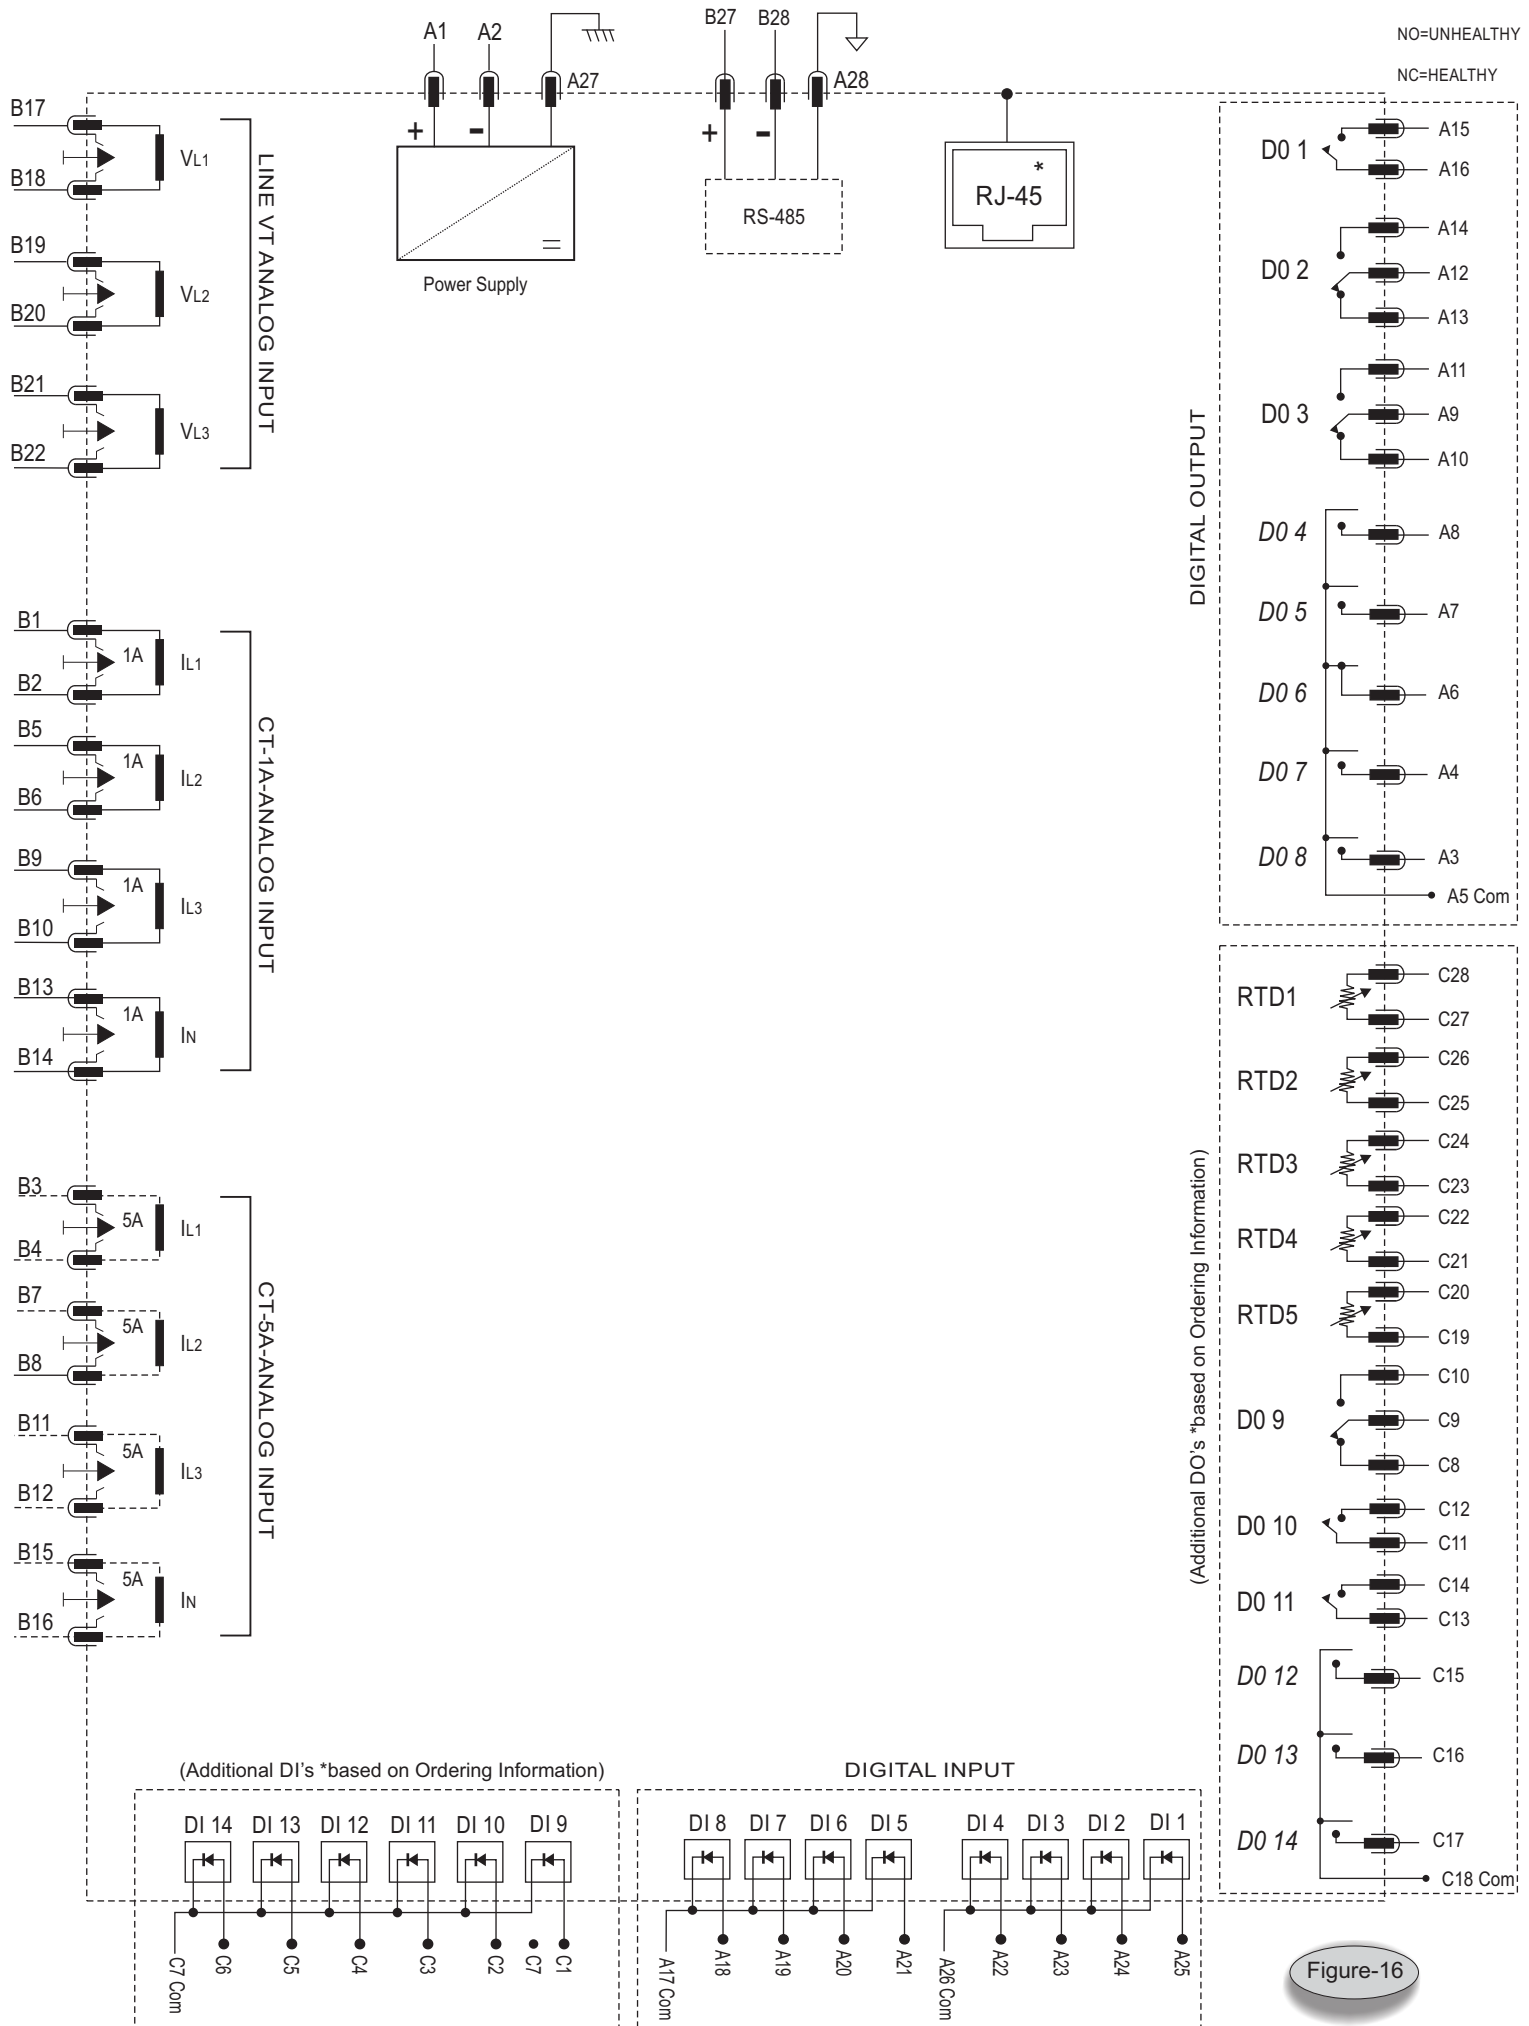 A1
A2
A27
B27
B28
A28
NO=UNHEALTHY
NC=HEALTHY
+
-
Power Supply
+
-
RS-485
*
RJ-45
B17
VL1
B18
B19
VL2
B20
B21
VL3
B22
LINE VT ANALOG INPUT
B1
1A
IL1
B2
B5
1A
IL2
B6
B9
1A
IL3
B10
B13
1A
IN
B14
CT-1A-ANALOG INPUT
B3
5A
IL1
B4
B7
5A
IL2
B8
B11
5A
IL3
B12
B15
5A
IN
B16
CT-5A-ANALOG INPUT
DIGITAL OUTPUT
D0 1
A15
A16
D0 2
A14
A12
A13
D0 3
A11
A9
A10
D0 4
A8
D0 5
A7
D0 6
A6
D0 7
A4
D0 8
A3
A5 Com
(Additional DO's *based on Ordering Information)
RTD1
C28
C27
RTD2
C26
C25
RTD3
C24
C23
RTD4
C22
C21
RTD5
C20
C19
D0 9
C10
C9
C8
D0 10
C12
C11
D0 11
C14
C13
D0 12
C15
D0 13
C16
D0 14
C17
C18 Com
(Additional DI's *based on Ordering Information)
DI 14
DI 13
DI 12
DI 11
DI 10
DI 9
C7 Com
C6
C5
C4
C3
C2
C7
C1
DIGITAL INPUT
DI 8
DI 7
DI 6
DI 5
DI 4
DI 3
DI 2
DI 1
A17 Com
A18
A19
A20
A21
A26 Com
A22
A23
A24
A25
Figure-16